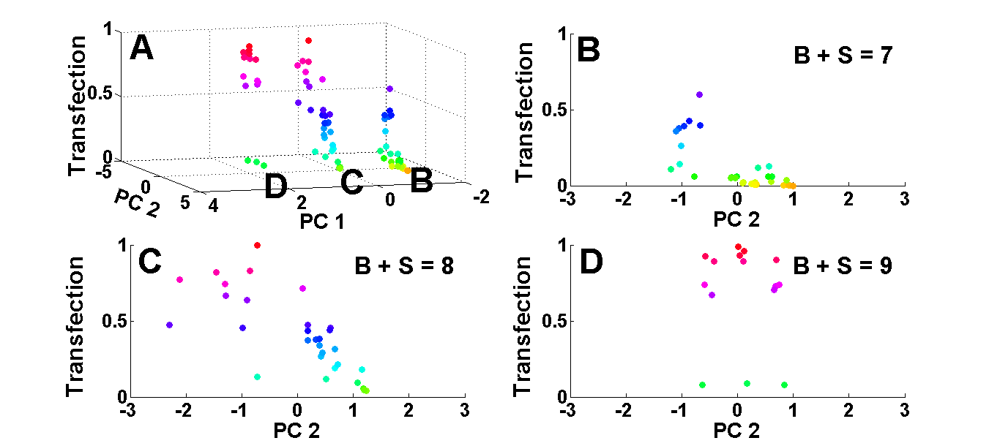 A
Transfection
1
0.5
0
-5
0
5
PC 2
4
2
0
-2
PC 1
D
C
B
B
B + S = 7
Transfection
1
0.5
0
-3 -2 -1 0 1 2 3
PC 2
C
B + S = 8
Transfection
1
0.5
0
-3 -2 -1 0 1 2 3
PC 2
D
B + S = 9
Transfection
1
0.5
0
-3 -2 -1 0 1 2 3
PC 2